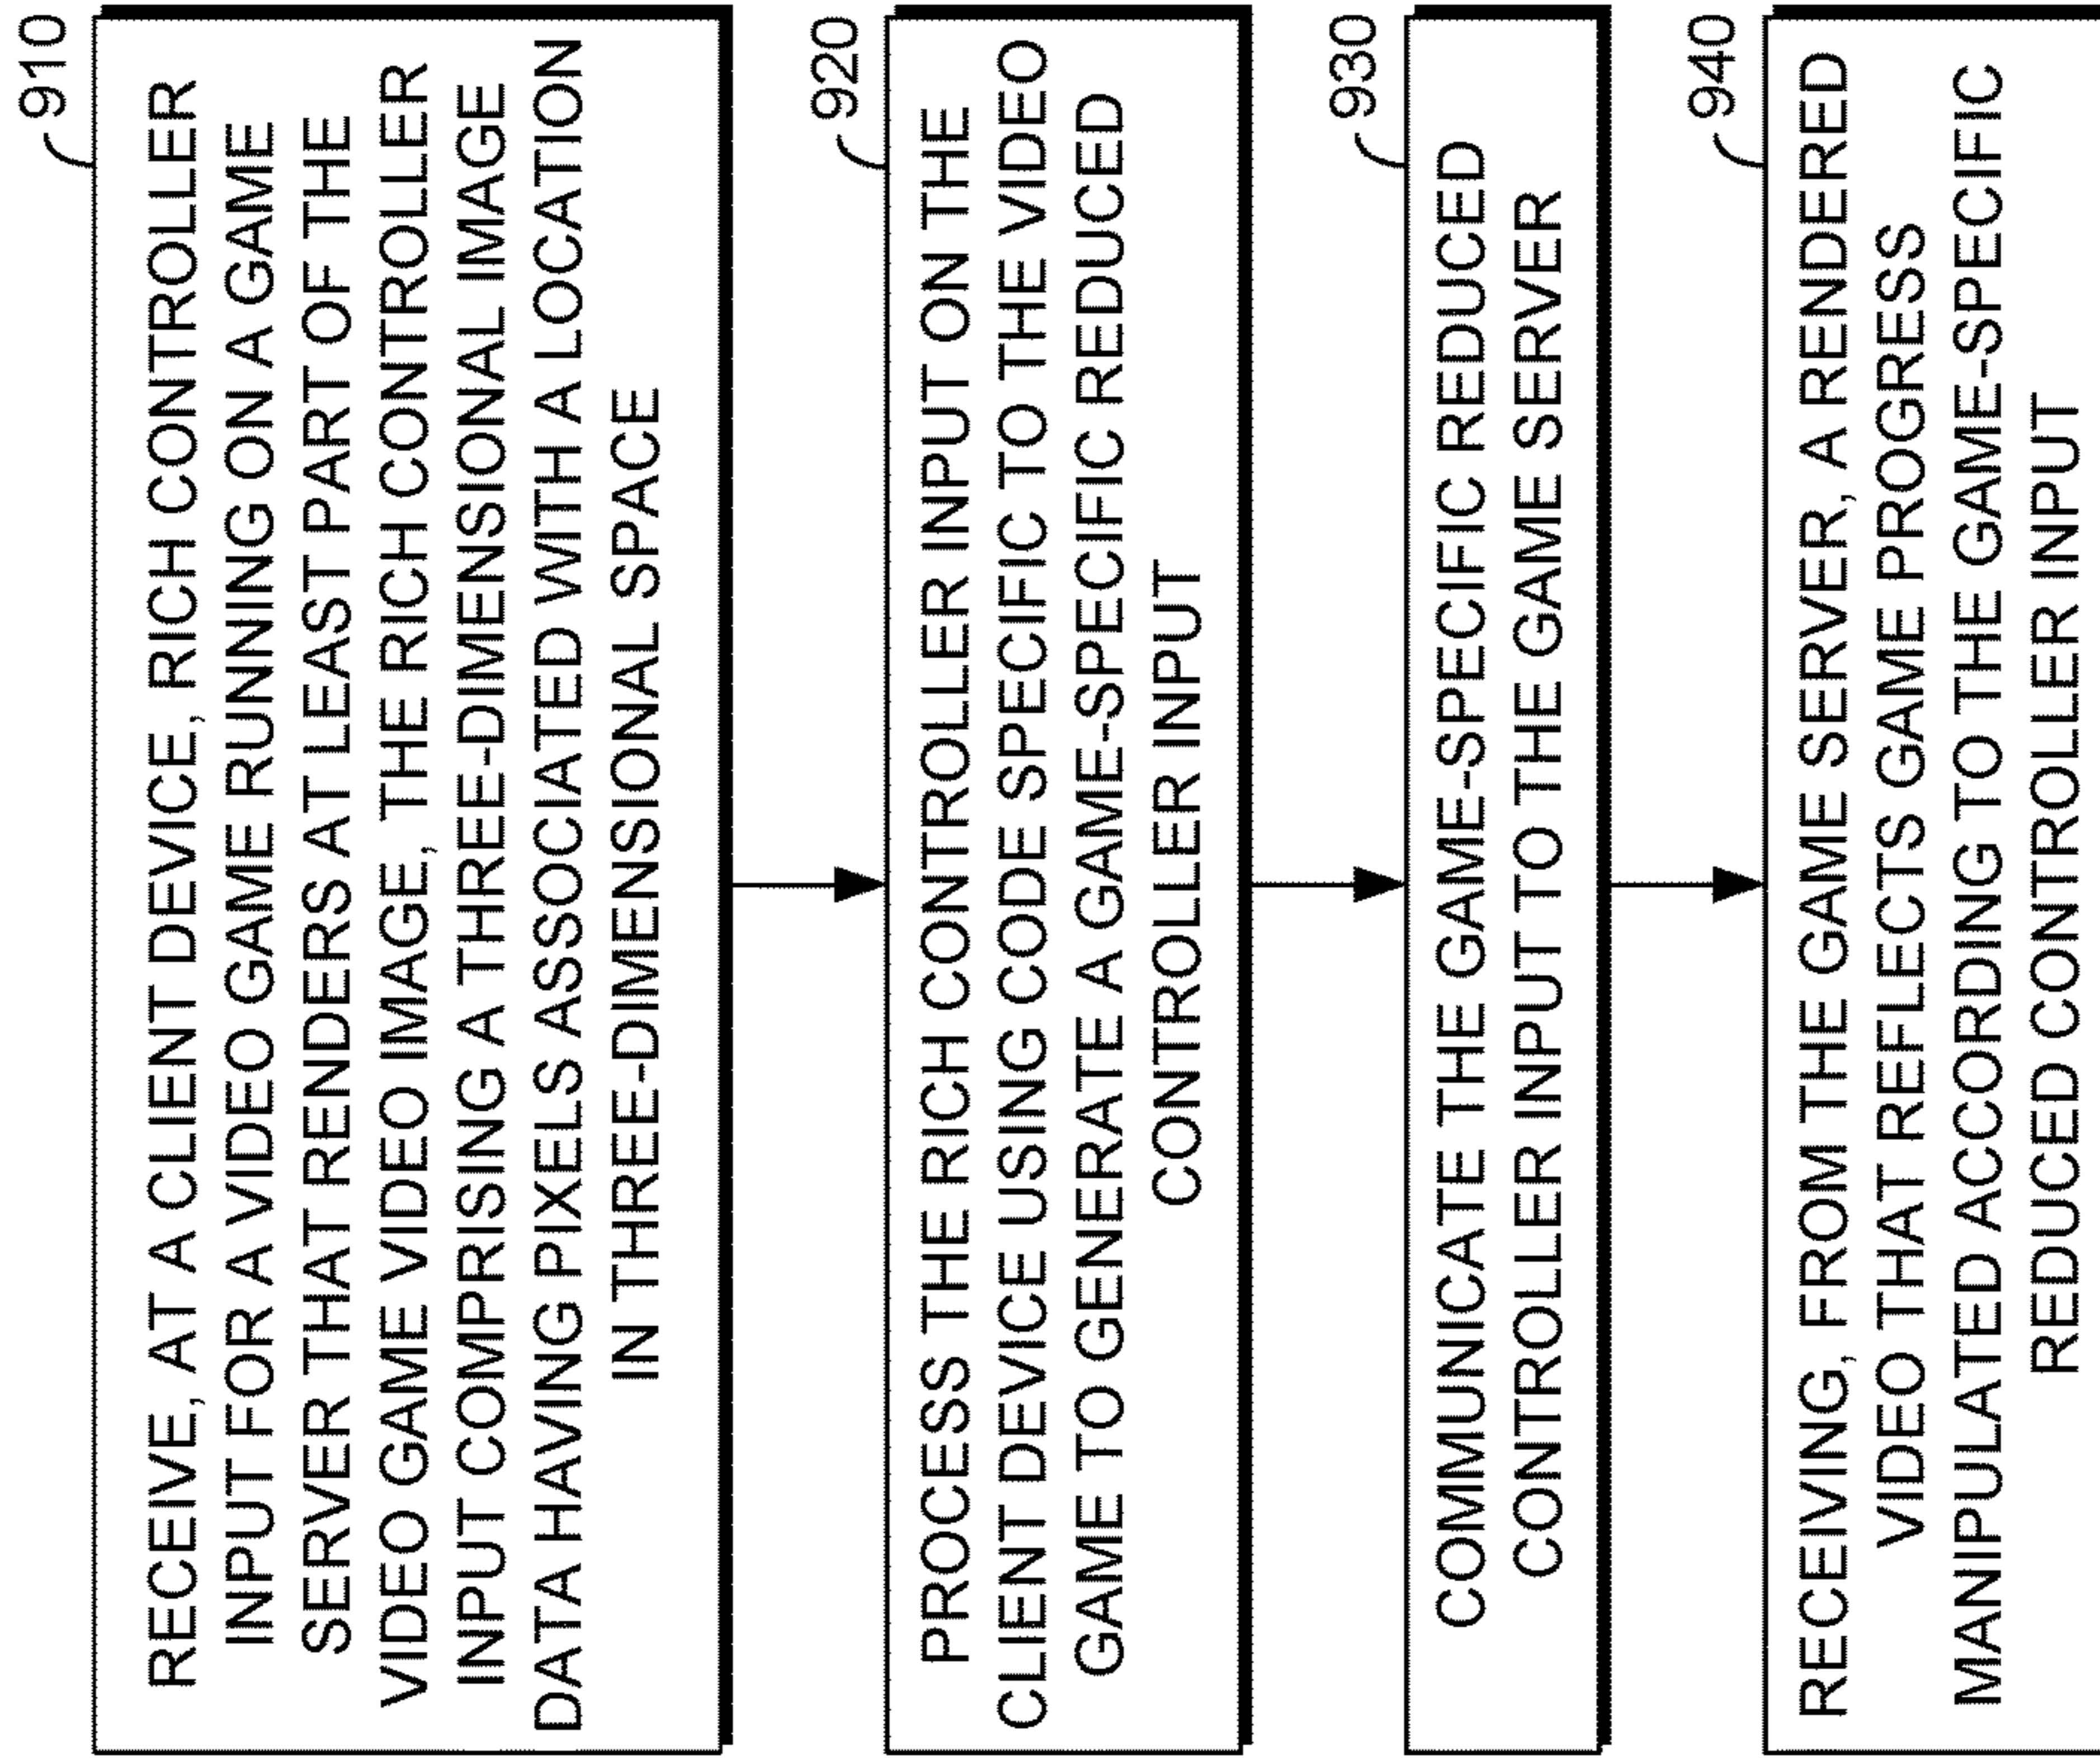 910
RECEIVE, AT A CLIENT DEVICE, RICH CONTROLLER
INPUT FOR A VIDEO GAME RUNNING ON A GAME
SERVER THAT RENDERS AT LEAST PART OF THE
VIDEO GAME VIDEO IMAGE, THE RICH CONTROLLER
INPUT COMPRISING A THREE-DIMENSIONAL IMAGE
DATA HAVING PIXELS ASSOCIATED WITH A LOCATION
IN THREE-DIMENSIONAL SPACE
920
PROCESS THE RICH CONTROLLER INPUT ON THE
CLIENT DEVICE USING CODE SPECIFIC TO THE VIDEO
GAME TO GENERATE A GAME-SPECIFIC REDUCED
CONTROLLER INPUT
930
COMMUNICATE THE GAME-SPECIFIC REDUCED
CONTROLLER INPUT TO THE GAME SERVER
940
RECEIVING, FROM THE GAME SERVER, A RENDERED
VIDEO THAT REFLECTS GAME PROGRESS
MANIPULATED ACCORDING TO THE GAME-SPECIFIC
REDUCED CONTROLLER INPUT